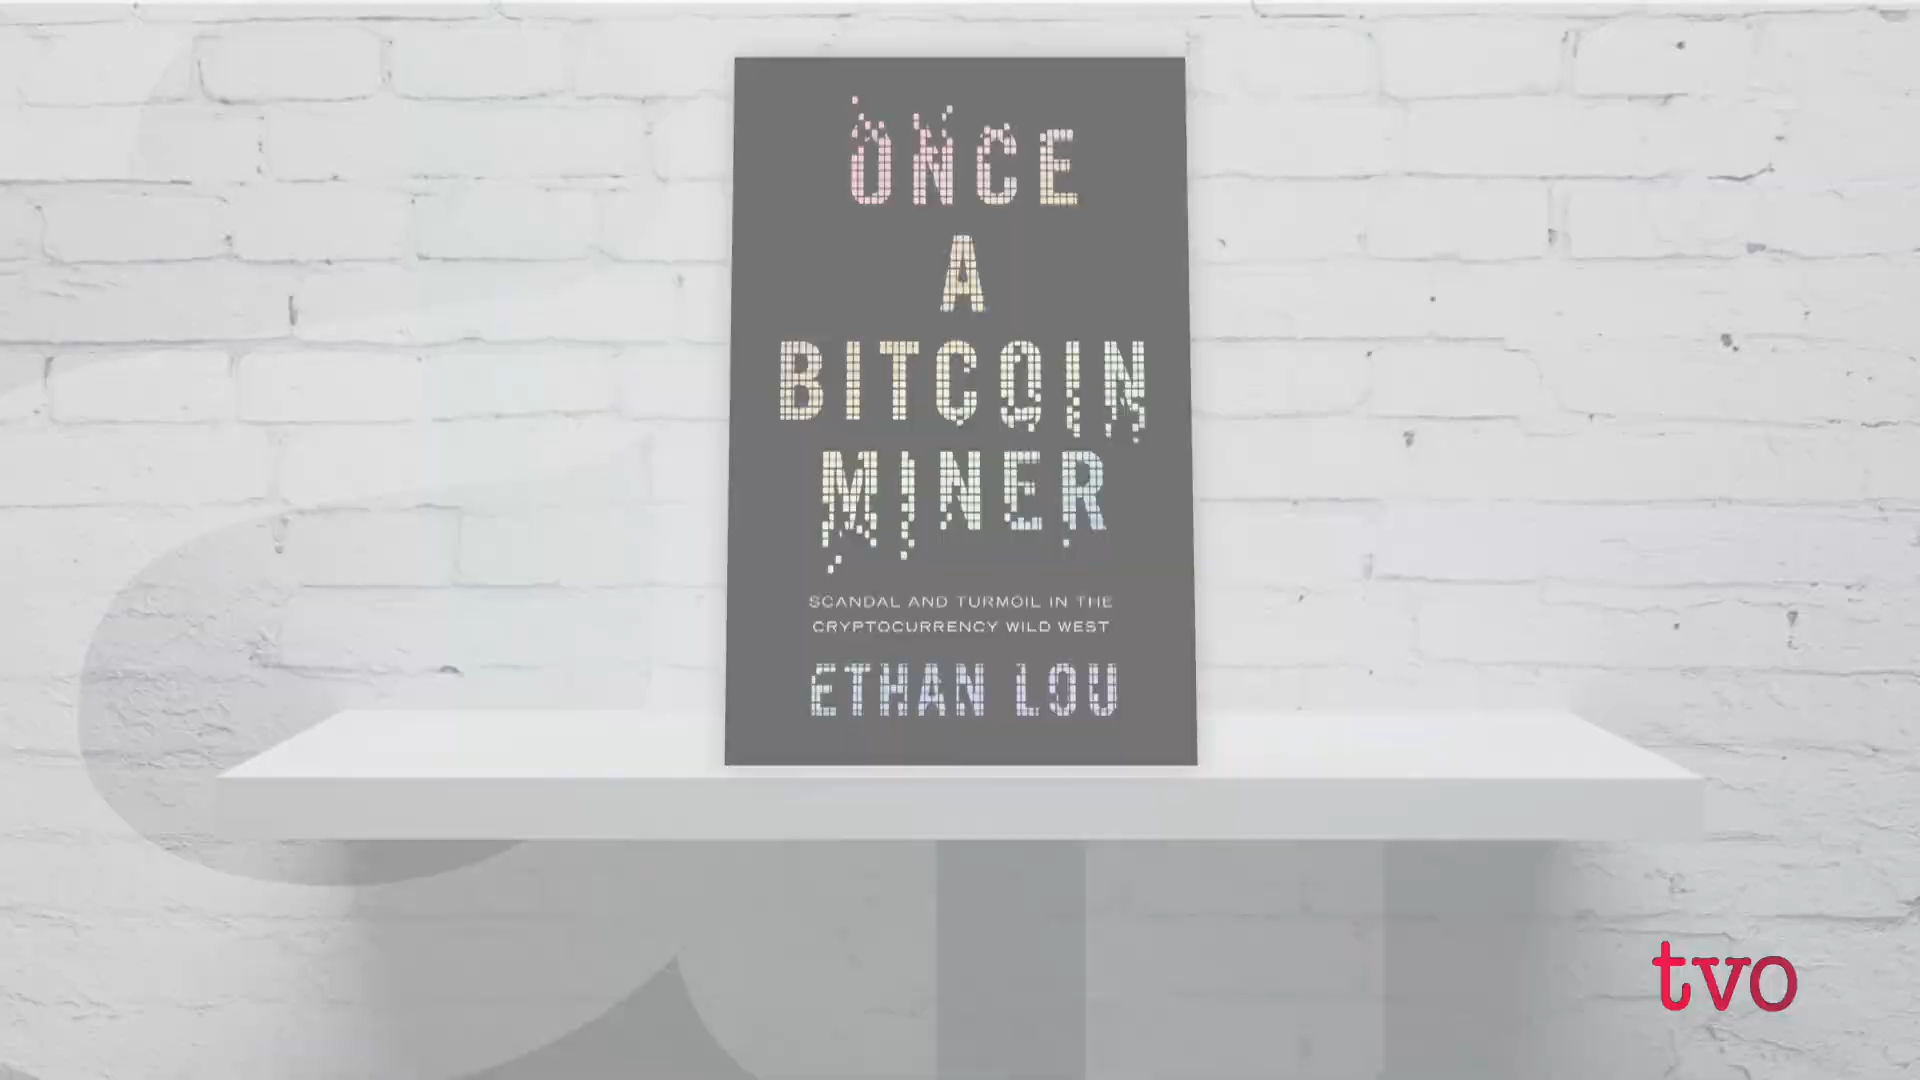 ONCE
A
BITCOIN
MINER
SCANDAL AND TURMOIL IN THE
CRYPTOCURRENCY WILD WEST
ETHAN LOU
tvo